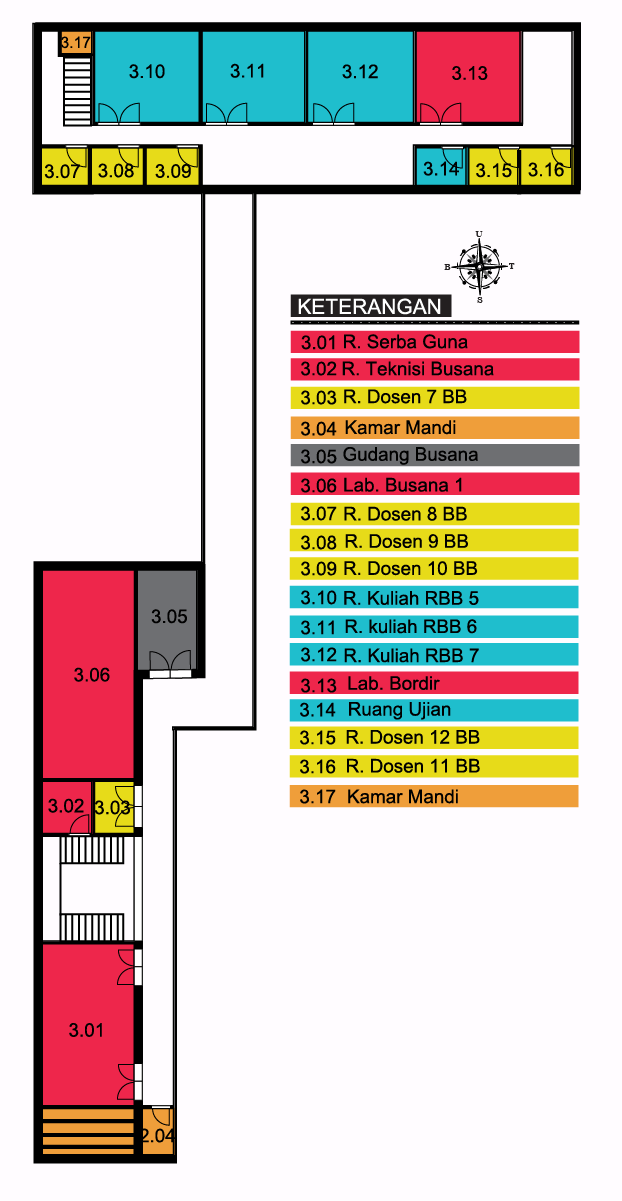 3.17
3.10
3.11
3.12
3.13
3.07
3.08
3.09
3.14
3.15
3.16
U
B
T
S
KETERANGAN
3.01 R. Serba Guna
3.02 R. Teknisi Busana
3.03 R. Dosen 7 BB
3.04 Kamar Mandi
3.05 Gudang Busana
3.06 Lab. Busana 1
3.07 R. Dosen 8 BB
3.08 R. Dosen 9 BB
3.09 R. Dosen 10 BB
3.10 R. Kuliah RBB 5
3.11 R. kuliah RBB 6
3.12 R. Kuliah RBB 7
3.13 Lab. Bordir
3.14 Ruang Ujian
3.15 R. Dosen 12 BB
3.16 R. Dosen 11 BB
3.17 Kamar Mandi
3.05
3.06
3.02
3.03
3.01
2.04